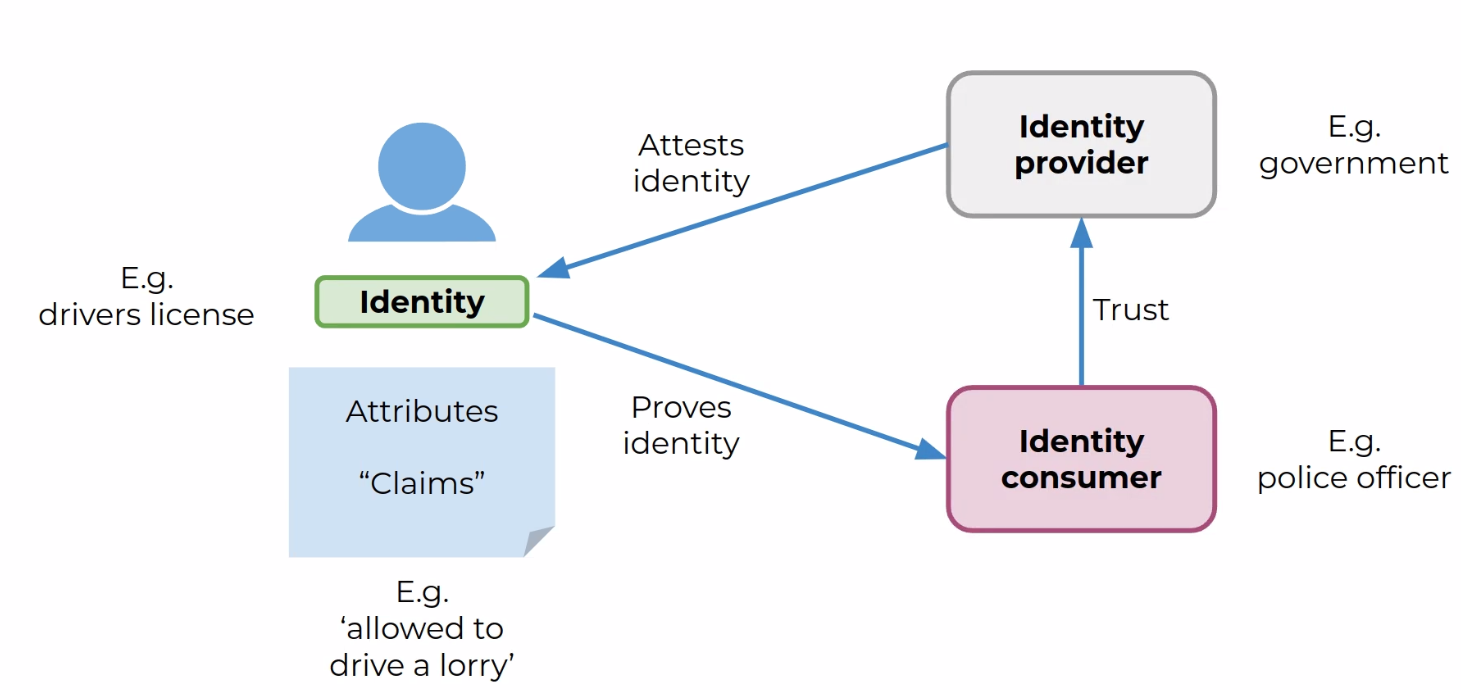 Attests
identity
Identity
provider
E.g.
government
E.g.
drivers license
Identity
Trust
Attributes
“Claims”
Proves
identity
Identity
consumer
E.g.
police officer
E.g.
‘allowed to
drive a lorry’